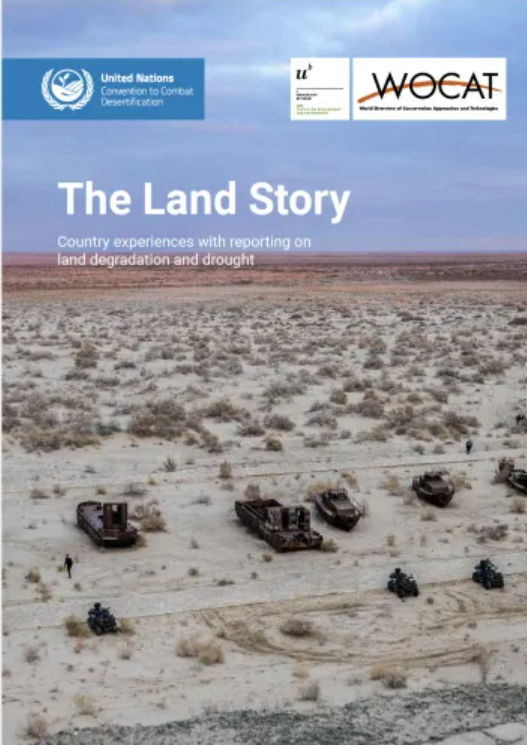 United Nations
Convention to Combat
Desertification
u^b
WOCAT
World Overview of Conservation Approaches and Technologies
The Land Story
Country experiences with reporting on
land degradation and drought